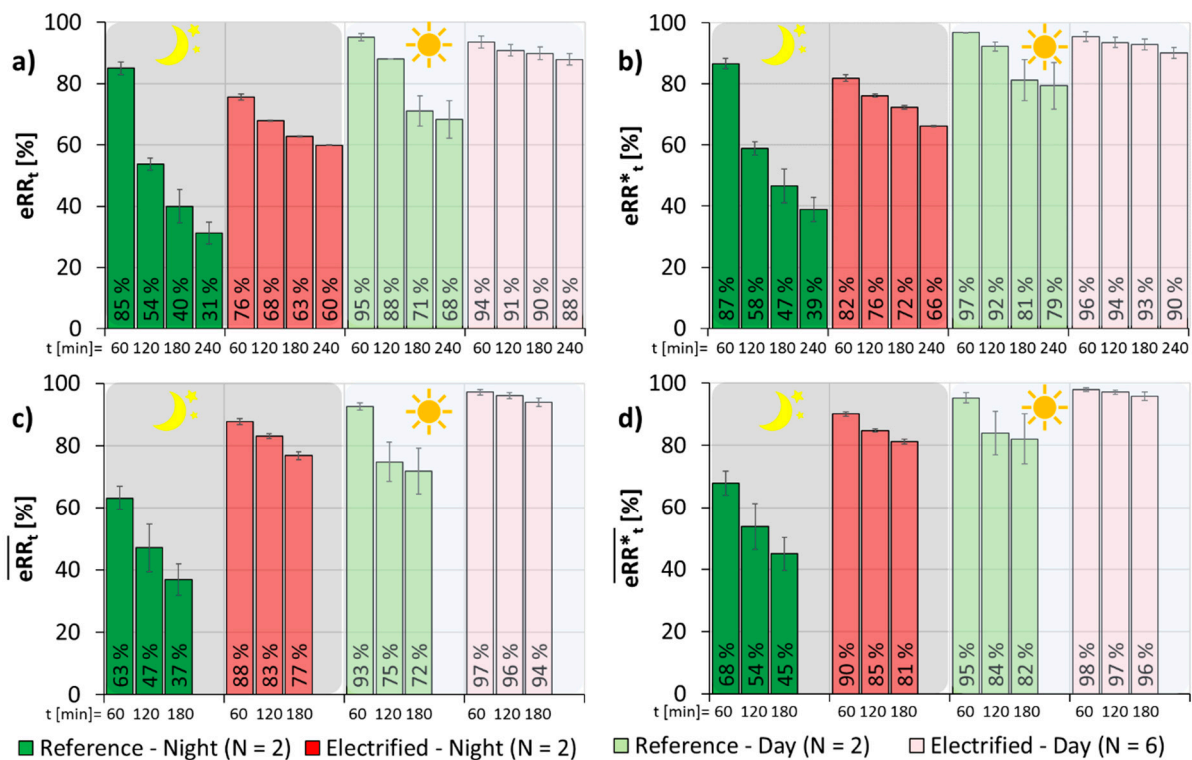 a)
eRRt [%]
100
80
60
40
20
0
85 % 54 % 40 % 31 % 76 % 68 % 63 % 60 % 95 % 88 % 71 % 68 % 94 % 91 % 90 % 88 %
t [min]= 60 120 180 240 60 120 180 240 60 120 180 240 60 120 180 240
b)
eRR*t [%]
100
80
60
40
20
0
87 % 58 % 47 % 39 % 82 % 76 % 72 % 66 % 97 % 92 % 81 % 79 % 96 % 94 % 93 % 90 %
t [min]= 60 120 180 240 60 120 180 240 60 120 180 240 60 120 180 240
c)
eRRt [%]
100
80
60
40
20
0
63 % 47 % 37 % 88 % 83 % 77 % 93 % 75 % 72 % 97 % 96 % 94 %
t [min]= 60 120 180 60 120 180 60 120 180 60 120 180
d)
eRR*t [%]
100
80
60
40
20
0
68 % 54 % 45 % 90 % 85 % 81 % 95 % 84 % 82 % 98 % 97 % 96 %
t [min]= 60 120 180 60 120 180 60 120 180 60 120 180
Reference - Night (N = 2) Electrified - Night (N = 2) Reference - Day (N = 2) Electrified - Day (N = 6)